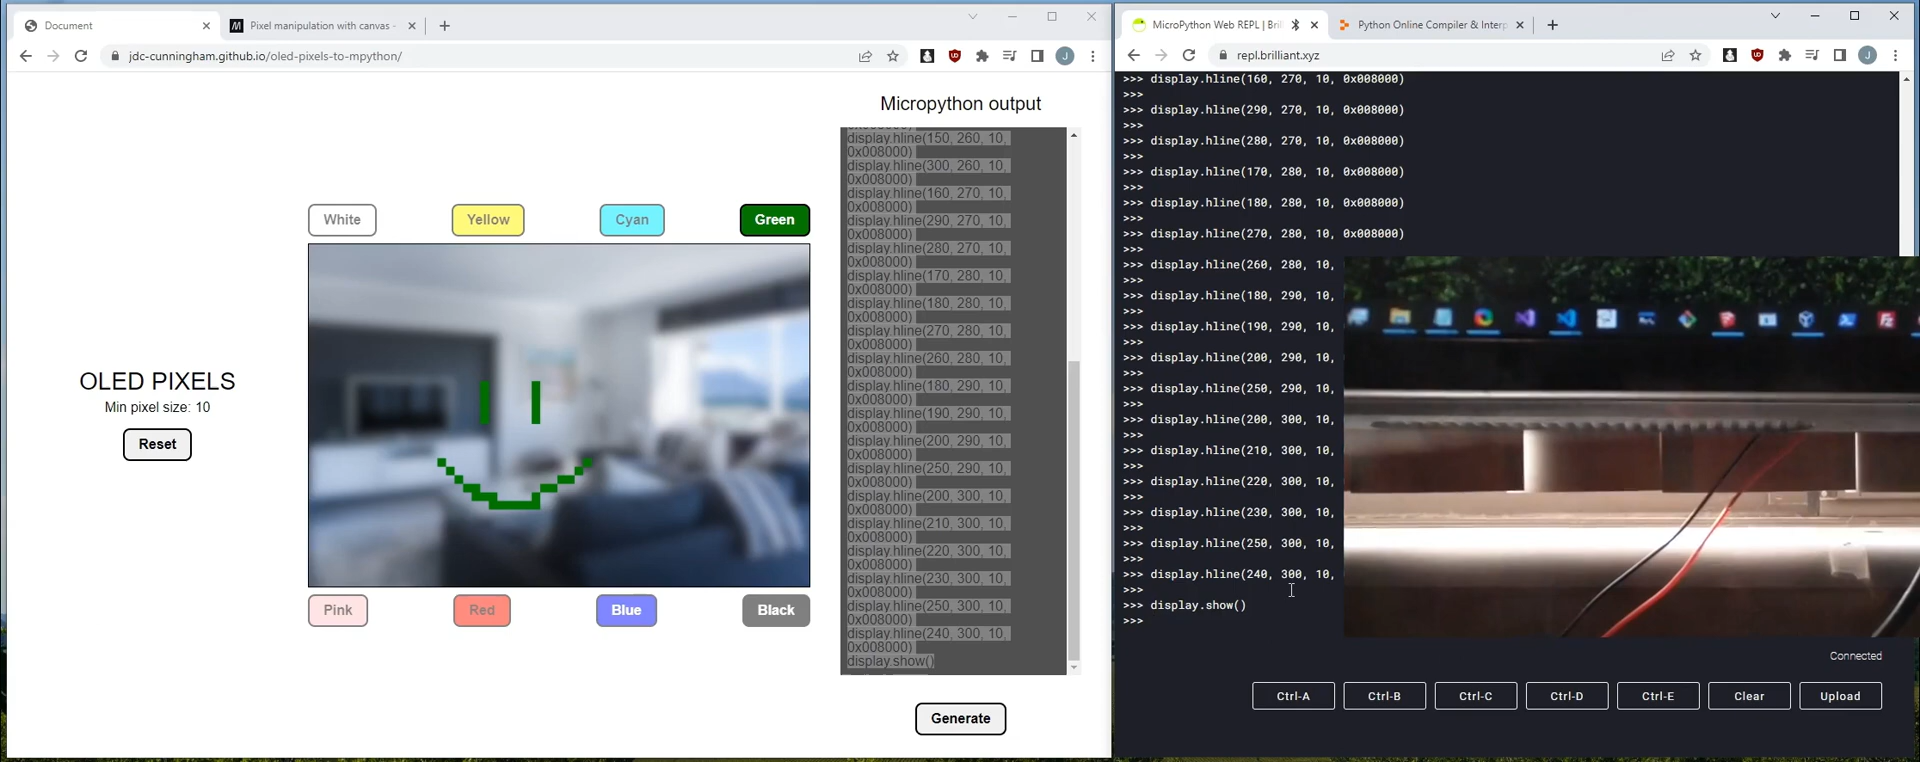 Document
Pixel manipulation with canvas -
jdc-cunningham.github.io/oled-pixels-to-mpython/
J
OLED PIXELS
Min pixel size: 10
Reset
White
Yellow
Cyan
Green
Pink
Red
Blue
Black
Micropython output
0x008000)
display.hline(150, 260, 10,
0x008000)
display.hline(300, 260, 10,
0x008000)
display.hline(160, 270, 10,
0x008000)
display.hline(290, 270, 10,
0x008000)
display.hline(280, 270, 10,
0x008000)
display.hline(170, 280, 10,
0x008000)
display.hline(180, 280, 10,
0x008000)
display.hline(270, 280, 10,
0x008000)
display.hline(260, 280, 10,
0x008000)
display.hline(180, 290, 10,
0x008000)
display.hline(190, 290, 10,
0x008000)
display.hline(200, 290, 10,
0x008000)
display.hline(250, 290, 10,
0x008000)
display.hline(200, 300, 10,
0x008000)
display.hline(210, 300, 10,
0x008000)
display.hline(220, 300, 10,
0x008000)
display.hline(230, 300, 10,
0x008000)
display.hline(250, 300, 10,
0x008000)
display.hline(240, 300, 10,
0x008000)
display.show()
Generate
MicroPython Web REPL | Bril
Python Online Compiler & Interp
repl.brilliant.xyz
J
>>> display.hline(160, 270, 10, 0x008000)
>>>
>>> display.hline(290, 270, 10, 0x008000)
>>>
>>> display.hline(280, 270, 10, 0x008000)
>>>
>>> display.hline(170, 280, 10, 0x008000)
>>>
>>> display.hline(180, 280, 10, 0x008000)
>>>
>>> display.hline(270, 280, 10, 0x008000)
>>>
>>> display.hline(260, 280, 10,
>>>
>>> display.hline(180, 290, 10,
>>>
>>> display.hline(190, 290, 10,
>>>
>>> display.hline(200, 290, 10,
>>>
>>> display.hline(250, 290, 10,
>>>
>>> display.hline(200, 300, 10,
>>>
>>> display.hline(210, 300, 10,
>>>
>>> display.hline(220, 300, 10,
>>>
>>> display.hline(230, 300, 10,
>>>
>>> display.hline(250, 300, 10,
>>>
>>> display.hline(240, 300, 10,
>>>
>>> display.show()
>>>
Connected
Ctrl-A
Ctrl-B
Ctrl-C
Ctrl-D
Ctrl-E
Clear
Upload